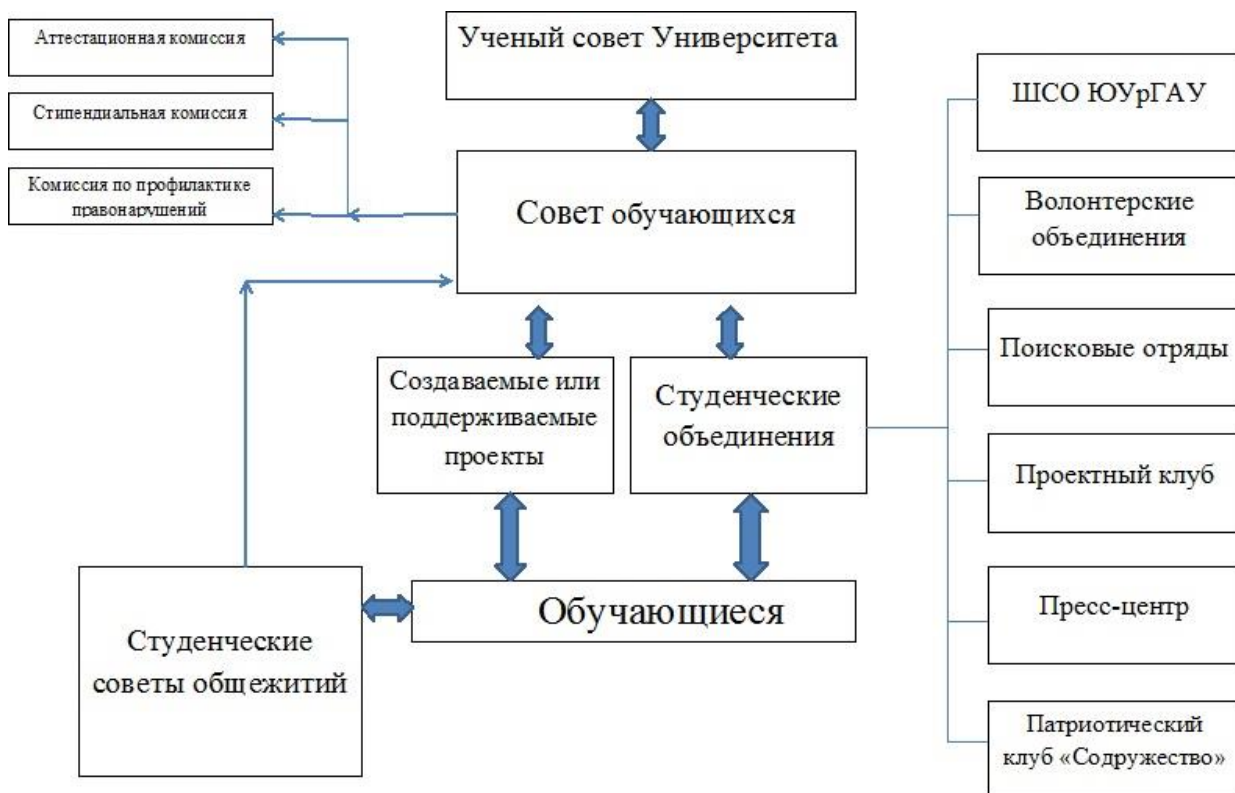 Аттестационная комиссия
Стипендиальная комиссия
Комиссия по профилактике
правонарушений
Ученый совет Университета
Совет обучающихся
Создаваемые или
поддерживаемые
проекты
Студенческие
объединения
Обучающиеся
Студенческие
советы общежитий
ШСО ЮУрГАУ
Волонтерские
объединения
Поисковые отряды
Проектный клуб
Пресс-центр
Патриотический
клуб «Содружество»